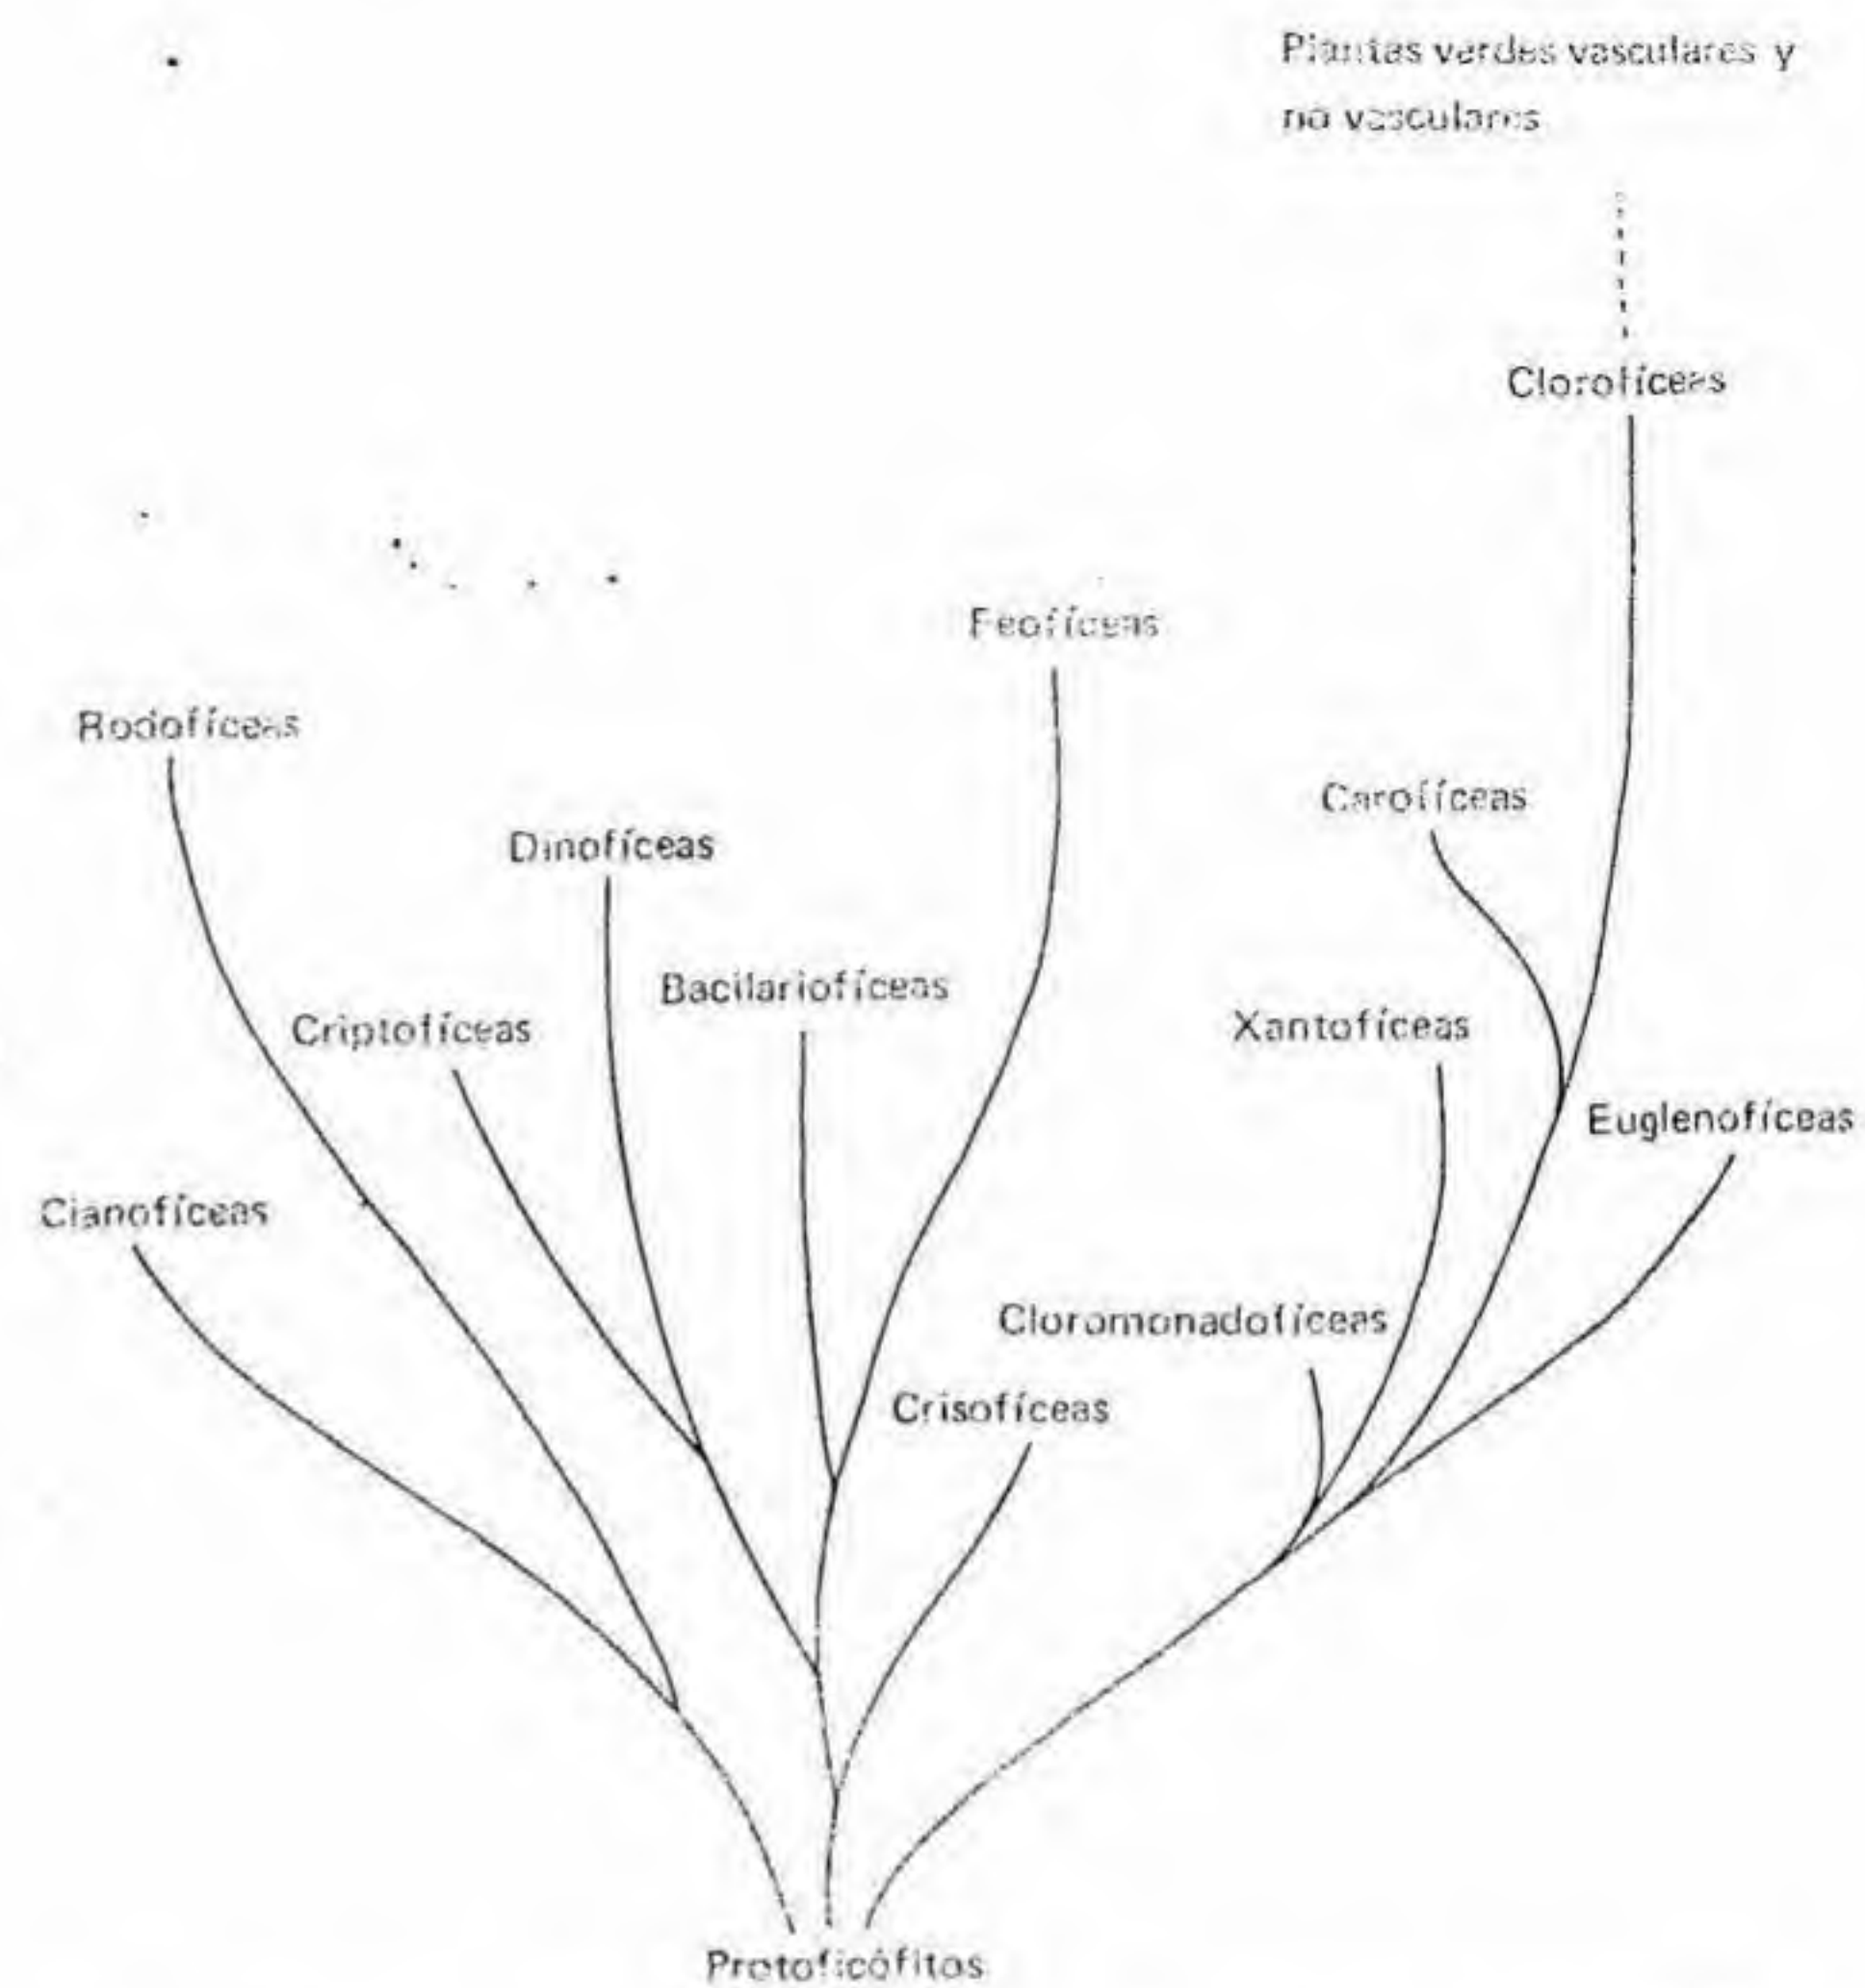 Plantas verdes vasculares y
no vasculares
Clorofíceas
Feofíceas
Rodofíceas
Carofíceas
Dinofíceas
Bacilariofíceas
Criptofíceas
Xantofíceas
Euglenofíceas
Cianofíceas
Cloromonadofíceas
Crisofíceas
Protoficófitos